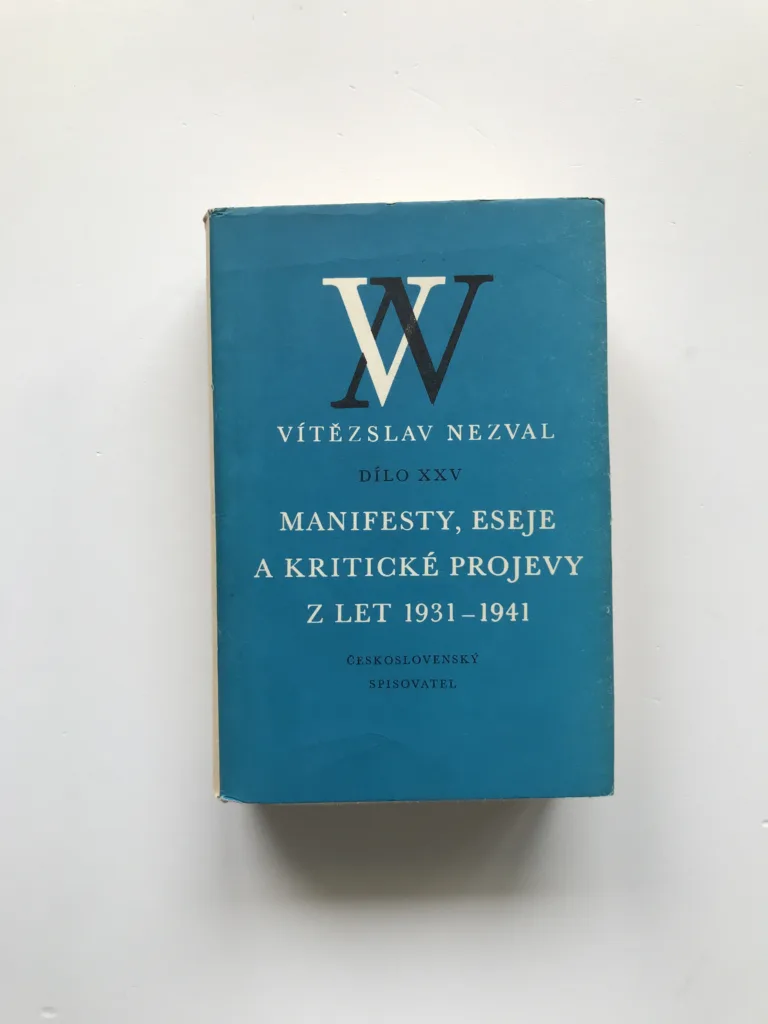 VN
VÍTĚZSLAV NEZVAL
DÍLO XXV
MANIFESTY, ESEJE
A KRITICKÉ PROJEVY
Z LET 1931–1941
ČESKOSLOVENSKÝ
SPISOVATEL